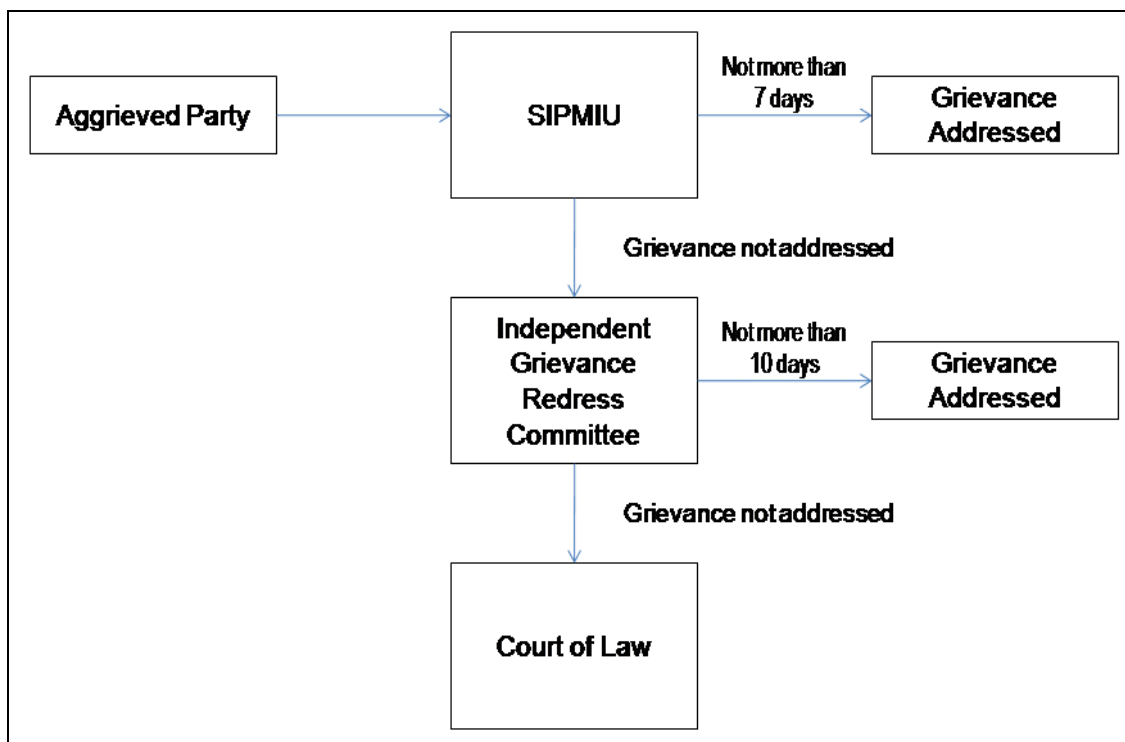 Aggrieved Party
SIPMIU
Not more than
7 days
Grievance
Addressed
Grievance not addressed
Independent
Grievance
Redress
Committee
Not more than
10 days
Grievance
Addressed
Grievance not addressed
Court of Law